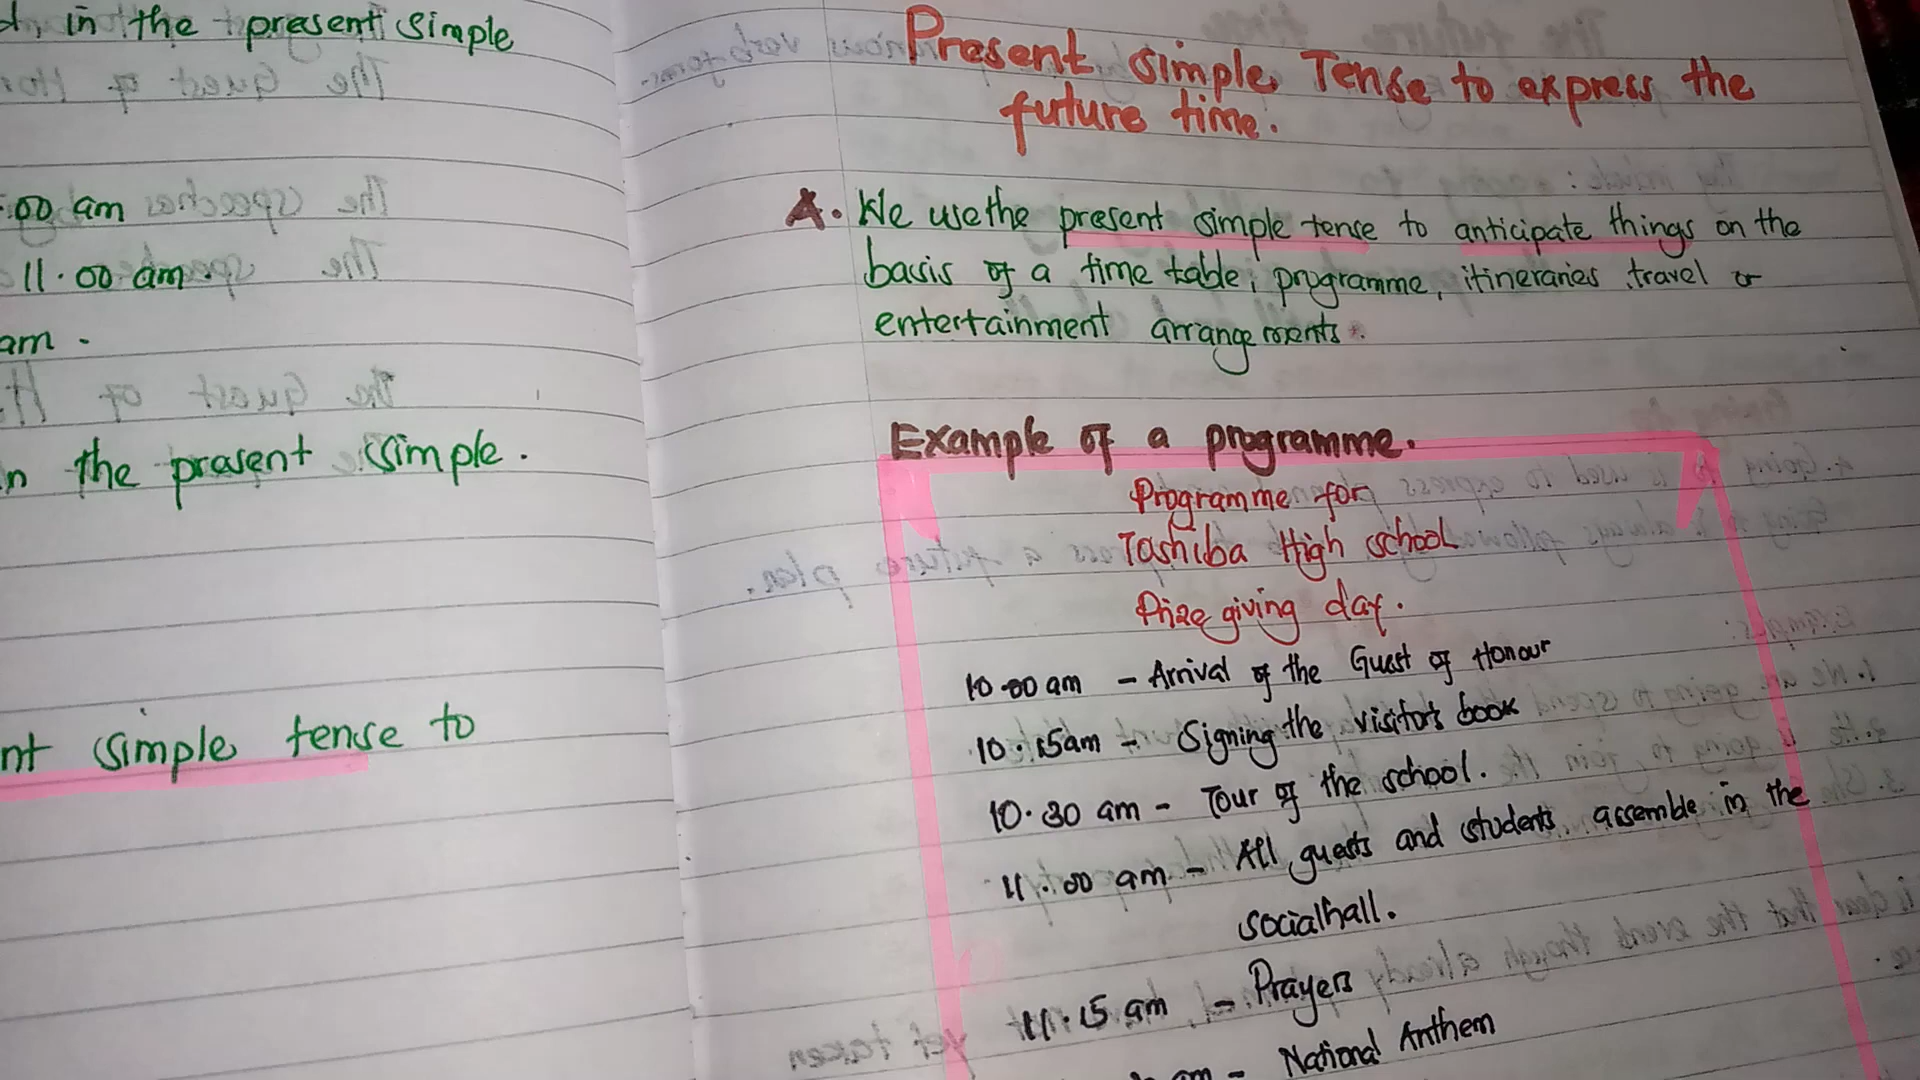 in the present simple
00 am
11.00 am.
am.
n the present simple.
nt simple tense to
Present simple Tense to express the
future time.
A. We use the present simple tense to anticipate things on the
basis of a time table, programme, itineraries travel or
entertainment arrangements.
Example of a programme.
Programme for
Tashiba High school
Prize giving day.
10.00 am - Arrival of the Guest of Honour
10.15am - Signing the visitors book
10.30 am - Tour of the school.
11.00 am - All guests and students assemble in the
socialhall.
11.15 am - Prayers
am - National Anthem